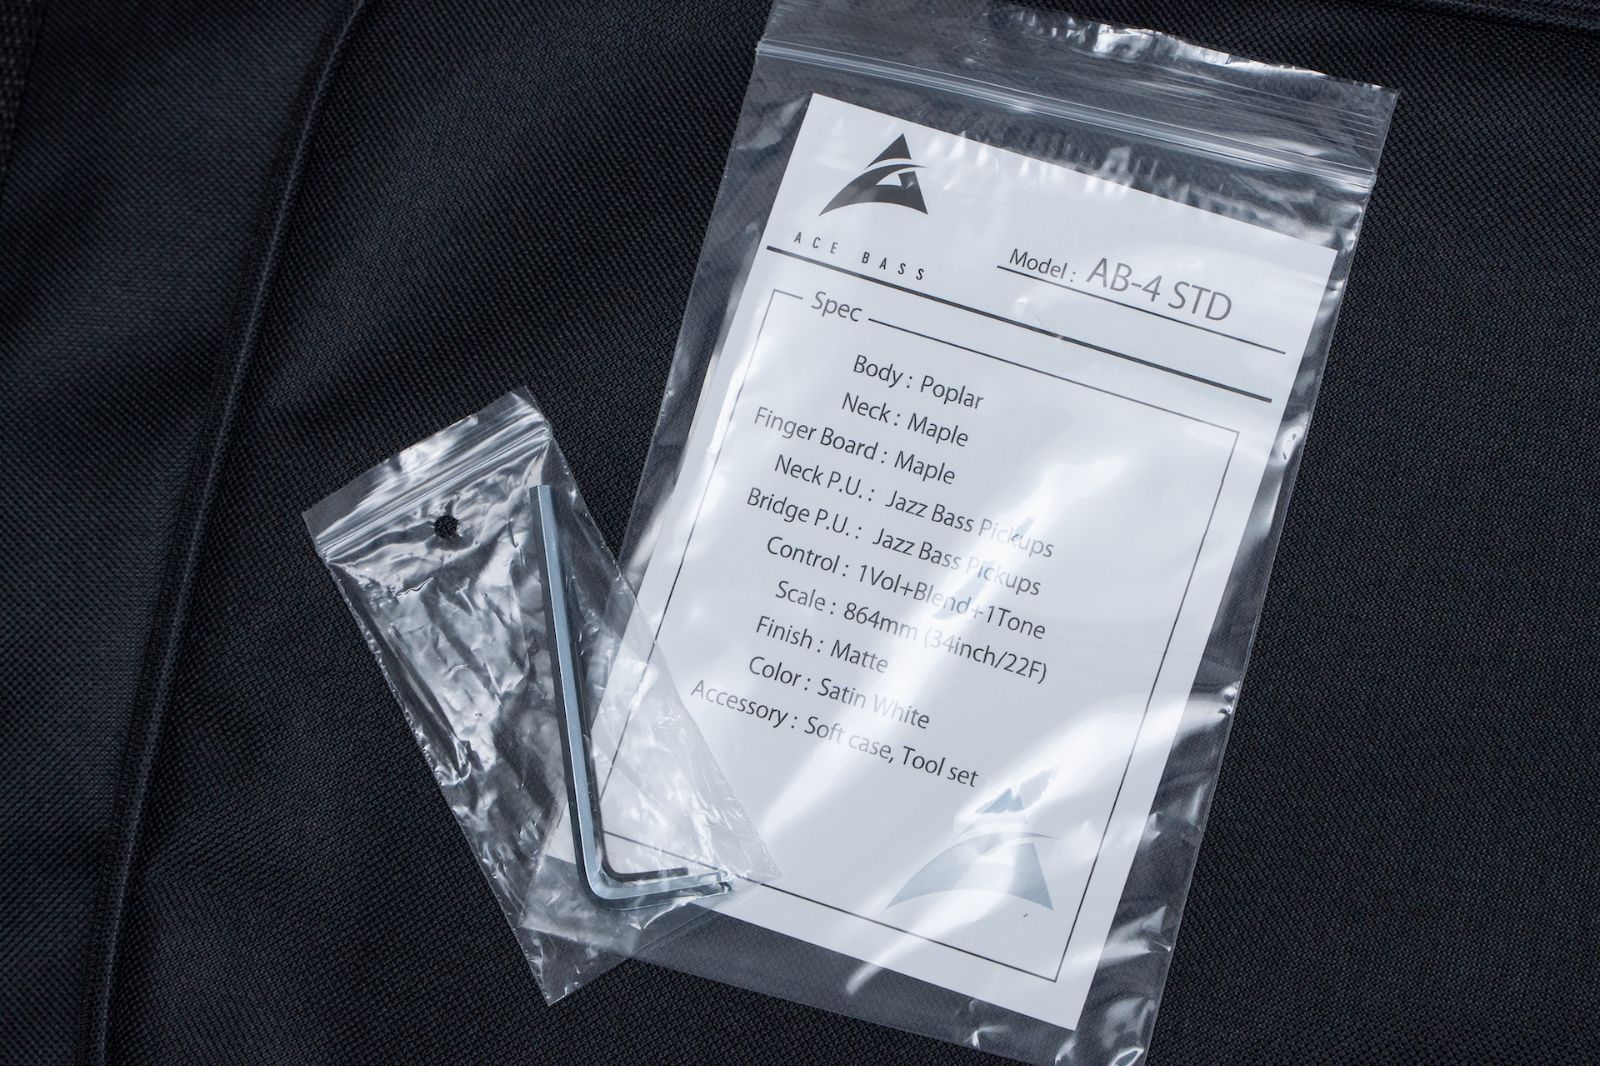 ACE BASS
Model : AB-4 STD
Spec
Body : Poplar
Neck : Maple
Finger Board : Maple
Neck P.U. : Jazz Bass Pickups
Bridge P.U. : Jazz Bass Pickups
Control : 1Vol+Blend+1Tone
Scale : 864mm (34inch/22F)
Finish : Matte
Color : Satin White
Accessory : Soft case, Tool set